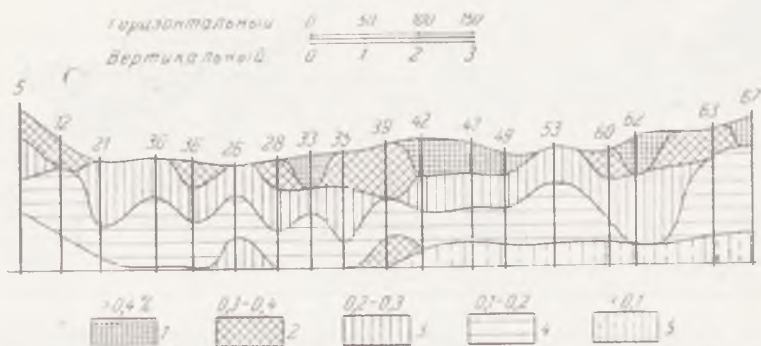 Горизонтальный 0 50 100 150
Вертикальный 0 1 2 3
5 12 21 30 36 26 28 33 35 39 42 47 49 53 60 62 63 67
>0,4% 0,3-0,4 0,2-0,3 0,1-0,2 <0,1
1 2 3 4 5